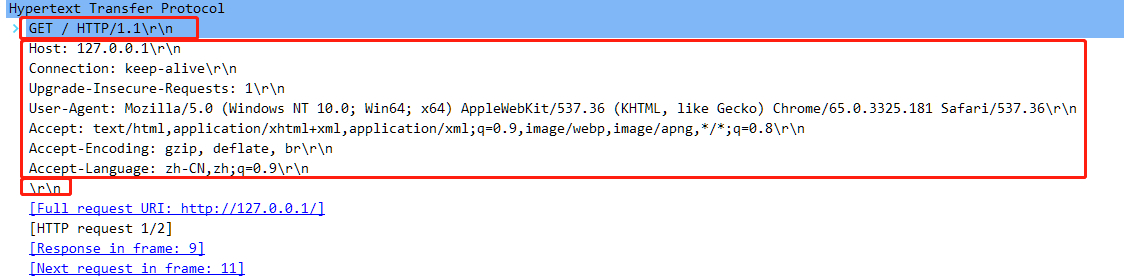 Hypertext Transfer Protocol
GET / HTTP/1.1\r\n
Host: 127.0.0.1\r\n
Connection: keep-alive\r\n
Upgrade-Insecure-Requests: 1\r\n
User-Agent: Mozilla/5.0 (Windows NT 10.0; Win64; x64) AppleWebKit/537.36 (KHTML, like Gecko) Chrome/65.0.3325.181 Safari/537.36\r\n
Accept: text/html,application/xhtml+xml,application/xml;q=0.9,image/webp,image/apng,*/*;q=0.8\r\n
Accept-Encoding: gzip, deflate, br\r\n
Accept-Language: zh-CN,zh;q=0.9\r\n
\r\n
[Full request URI: http://127.0.0.1/]
[HTTP request 1/2]
[Response in frame: 9]
[Next request in frame: 11]